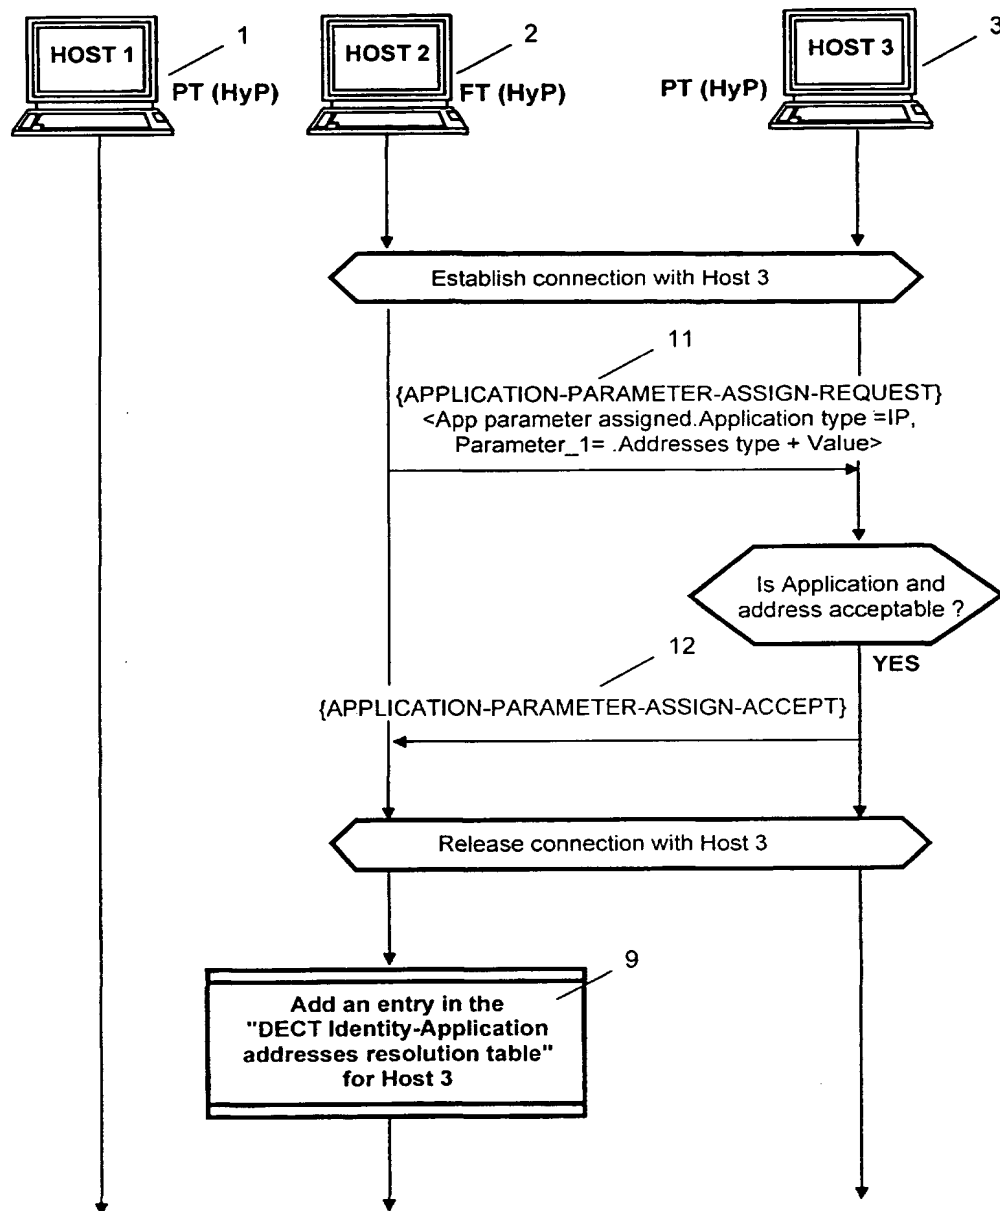 HOST 1
1
PT (HyP)
HOST 2
2
FT (HyP)
HOST 3
3
PT (HyP)
Establish connection with Host 3
11
{APPLICATION-PARAMETER-ASSIGN-REQUEST}
<App parameter assigned.Application type =IP,
Parameter_1= .Addresses type + Value>
Is Application and
address acceptable ?
YES
12
{APPLICATION-PARAMETER-ASSIGN-ACCEPT}
Release connection with Host 3
9
Add an entry in the
"DECT Identity-Application
addresses resolution table"
for Host 3